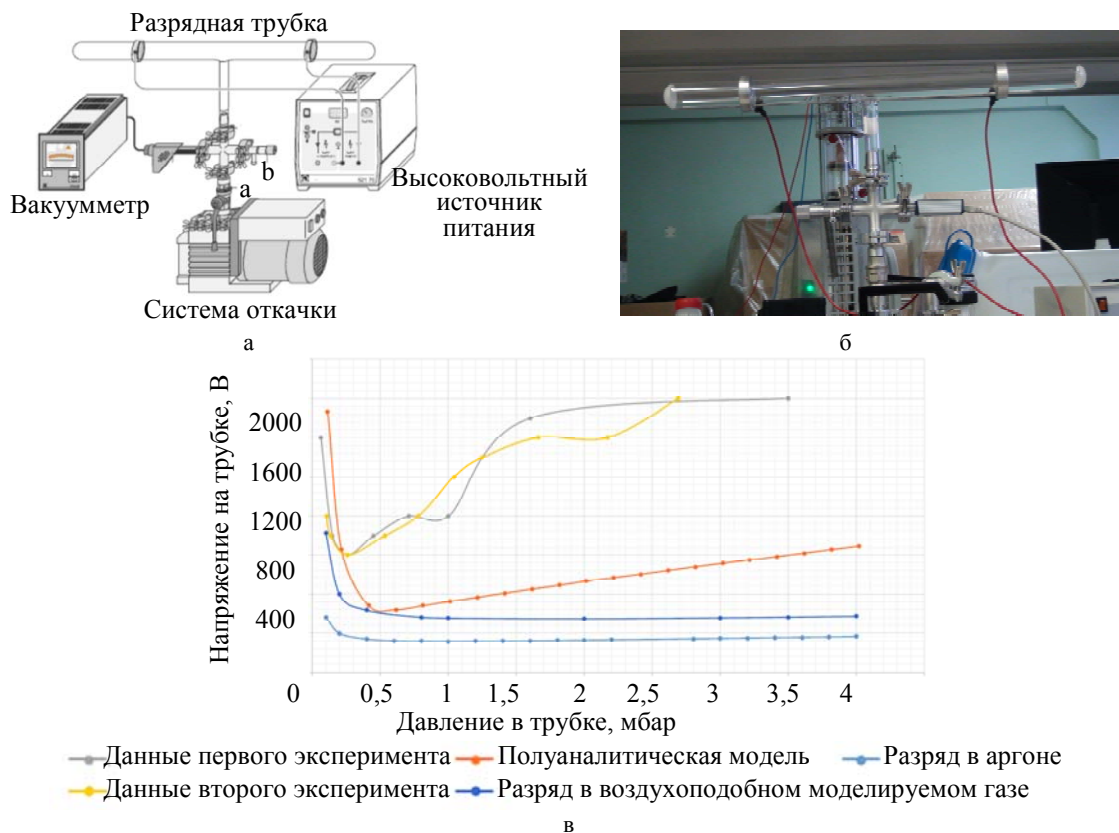 Разрядная трубка
Вакуумметр
a
b
Высоковольтный
источник
питания
Система откачки
а
б
Напряжение на трубке, В
2000
1600
1200
800
400
0
0,5
1
1,5
2
2,5
3
3,5
4
Давление в трубке, мбар
Данные первого эксперимента
Полуаналитическая модель
Разряд в аргоне
Данные второго эксперимента
Разряд в воздухоподобном моделируемом газе
в